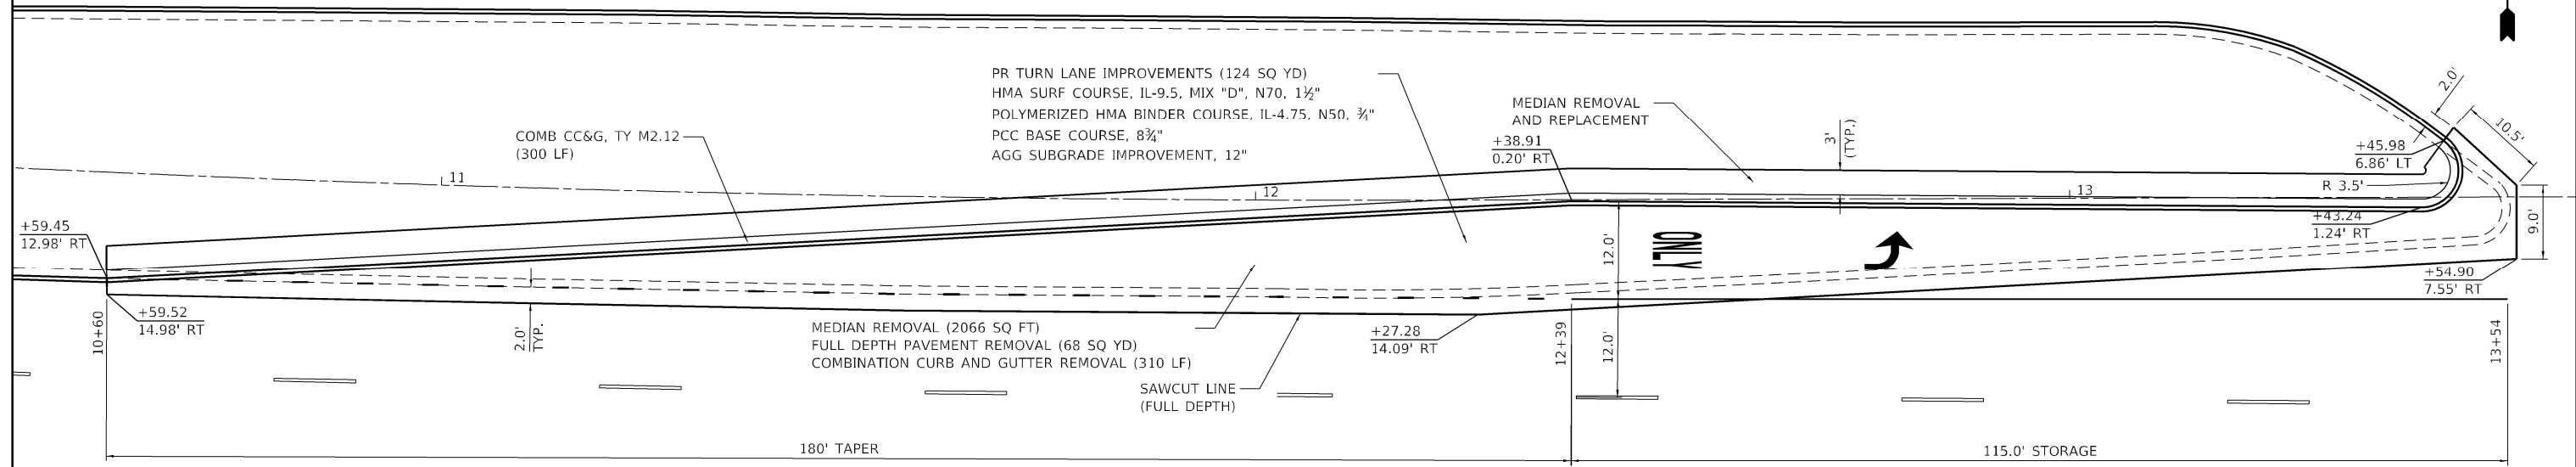 PR TURN LANE IMPROVEMENTS (124 SQ YD)
HMA SURF COURSE, IL-9.5, MIX "D", N70, 1½"
POLYMERIZED HMA BINDER COURSE, IL-4.75, N50, ¾"
PCC BASE COURSE, 8¾"
AGG SUBGRADE IMPROVEMENT, 12"
COMB CC&G, TY M2.12
(300 LF)
MEDIAN REMOVAL
AND REPLACEMENT
+38.91
0.20' RT
3'
(TYP.)
2.0'
10.5'
+45.98
6.86' LT
R 3.5'
11
12
13
+43.24
1.24' RT
9.0'
+59.45
12.98' RT
12.0'
ONLY
+54.90
7.55' RT
+59.52
14.98' RT
10+60
2.0'
TYP.
MEDIAN REMOVAL (2066 SQ FT)
FULL DEPTH PAVEMENT REMOVAL (68 SQ YD)
COMBINATION CURB AND GUTTER REMOVAL (310 LF)
+27.28
14.09' RT
12+39
12.0'
13+54
SAWCUT LINE
(FULL DEPTH)
180' TAPER
115.0' STORAGE